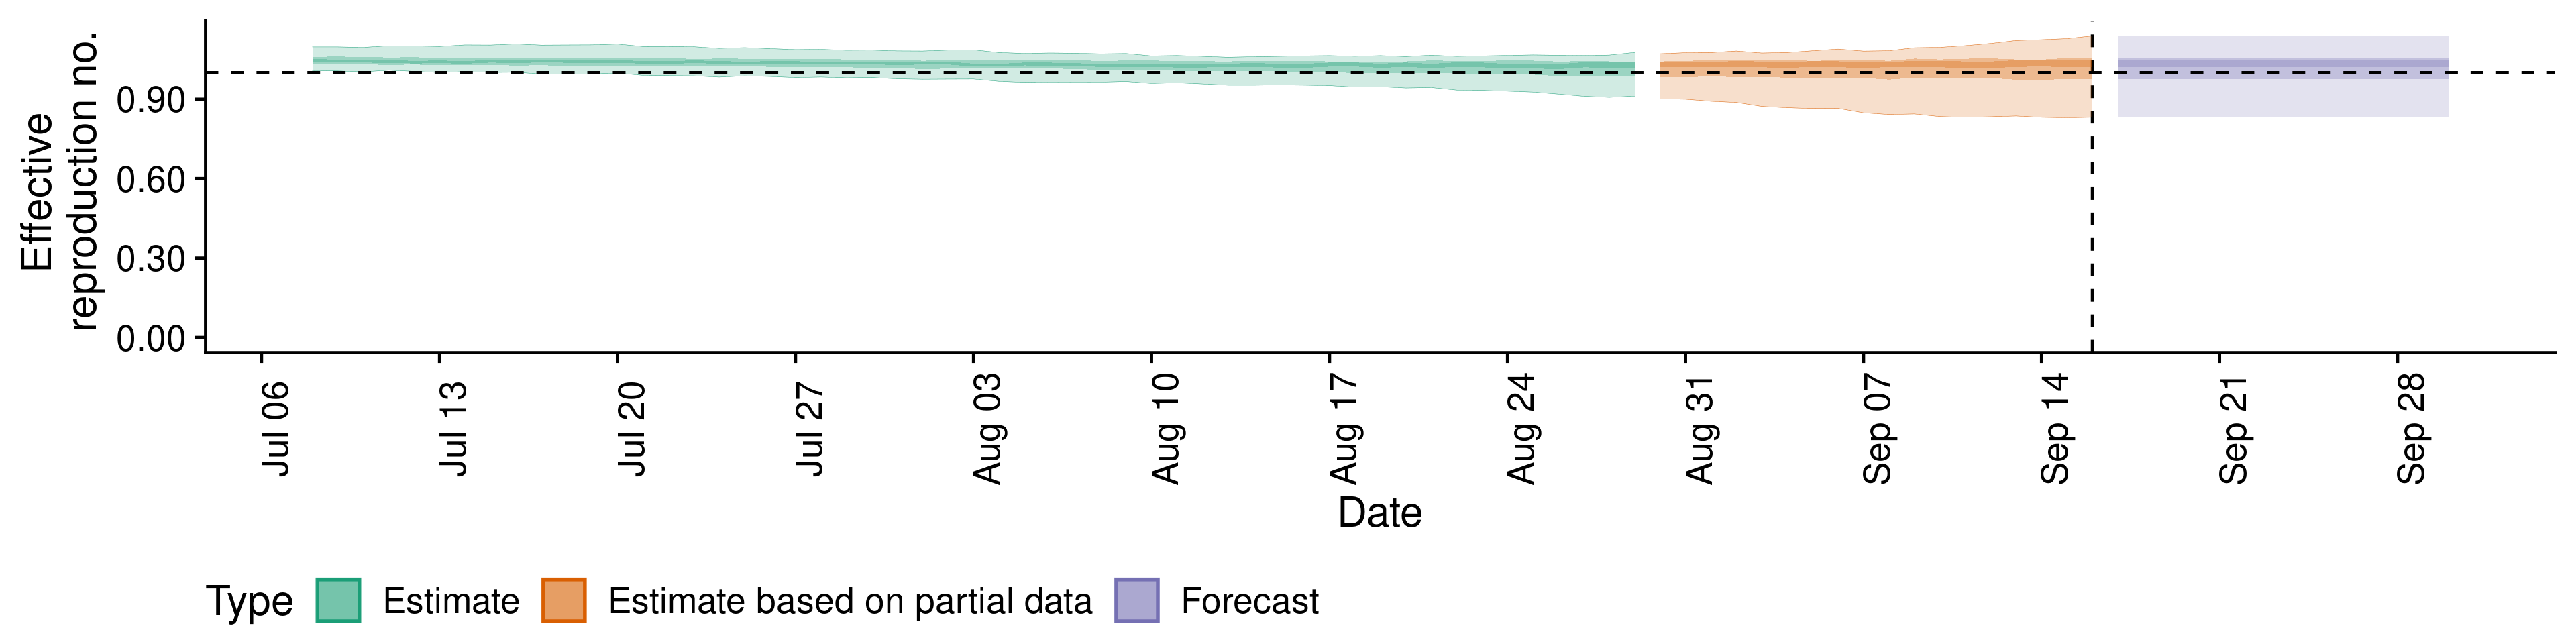 Effective
reproduction no.
0.90
0.60
0.30
0.00
Jul 06
Jul 13
Jul 20
Jul 27
Aug 03
Aug 10
Aug 17
Aug 24
Aug 31
Sep 07
Sep 14
Sep 21
Sep 28
Date
Type Estimate Estimate based on partial data Forecast